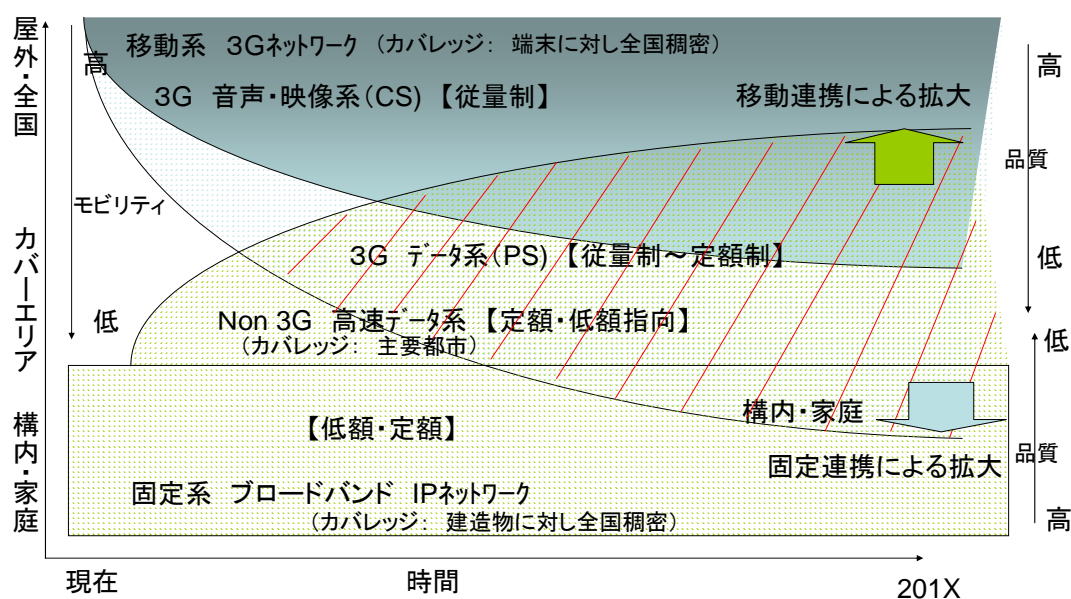 屋外・全国
カバーエリア
構内・家庭
高
モビリティ
低
移動系 3Gネットワーク (カバレッジ: 端末に対し全国稠密)
3G 音声・映像系(CS) 【従量制】
移動連携による拡大
3G データ系(PS) 【従量制～定額制】
Non 3G 高速データ系 【定額・低額指向】
(カバレッジ: 主要都市)
構内・家庭
【低額・定額】
固定連携による拡大
固定系 ブロードバンド IPネットワーク
(カバレッジ: 建造物に対し全国稠密)
高
品質
低
低
品質
高
現在
時間
201X